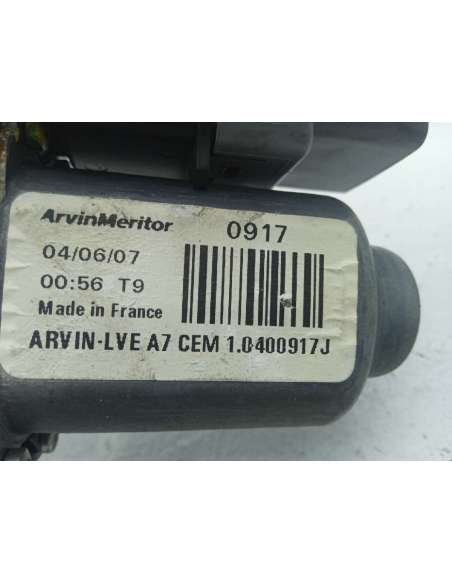 ArvinMeritor 0917
04/06/07
00:56 T9
Made in France
ARVIN-LVE A7 CEM 1.0400917J